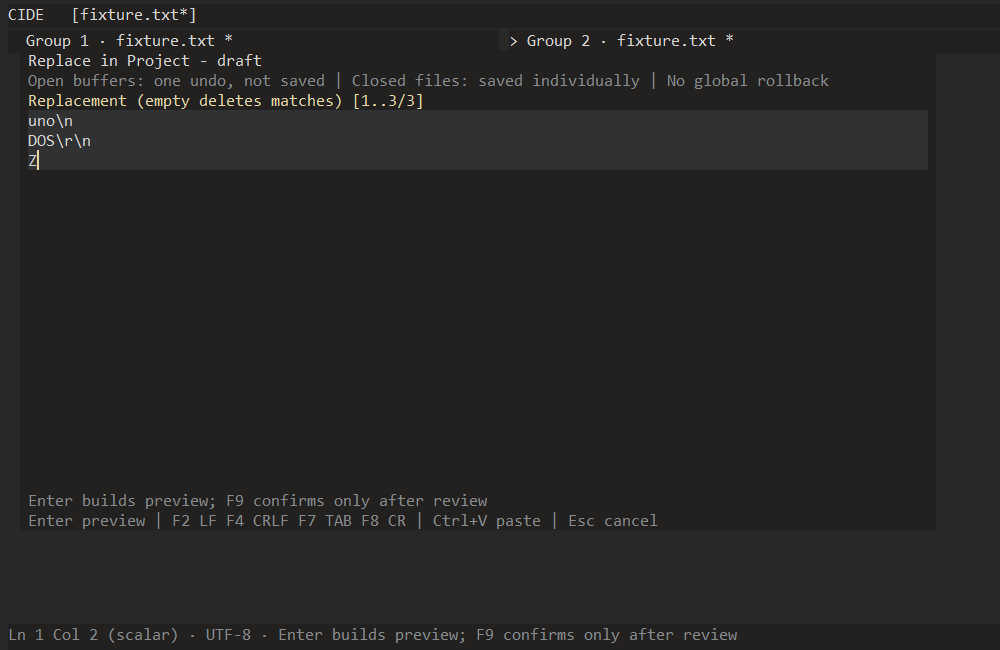 CIDE   [fixture.txt*]
Group 1 · fixture.txt *
> Group 2 · fixture.txt *
Replace in Project - draft
Open buffers: one undo, not saved | Closed files: saved individually | No global rollback
Replacement (empty deletes matches) [1..3/3]
uno\n
DOS\r\n
Z
Enter builds preview; F9 confirms only after review
Enter preview | F2 LF F4 CRLF F7 TAB F8 CR | Ctrl+V paste | Esc cancel
Ln 1 Col 2 (scalar) · UTF-8 · Enter builds preview; F9 confirms only after review